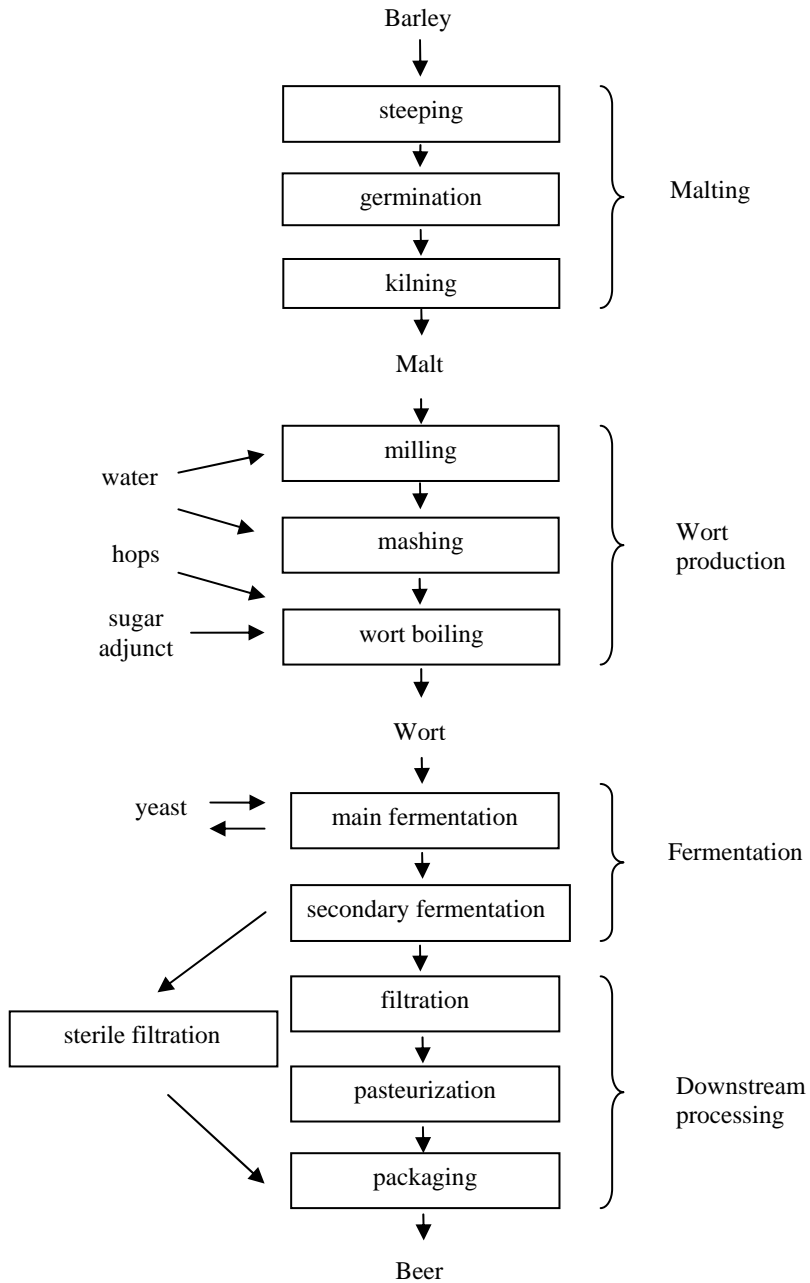 Barley
steeping
germination
Malting
kilning
Malt
milling
water
mashing
Wort
production
hops
sugar
adjunct
wort boiling
Wort
yeast
main fermentation
Fermentation
secondary fermentation
filtration
sterile filtration
pasteurization
Downstream
processing
packaging
Beer